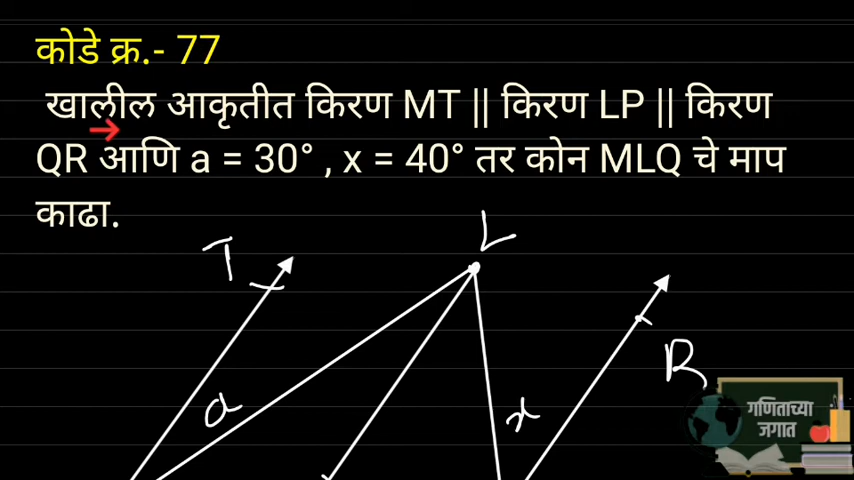 कोडे क्र.- 77
खालील आकृतीत किरण MT || किरण LP || किरण
QR आणि a = 30° , x = 40° तर कोन MLQ चे माप
काढा.
T
L
R
a
x
गणिताच्या
जगात